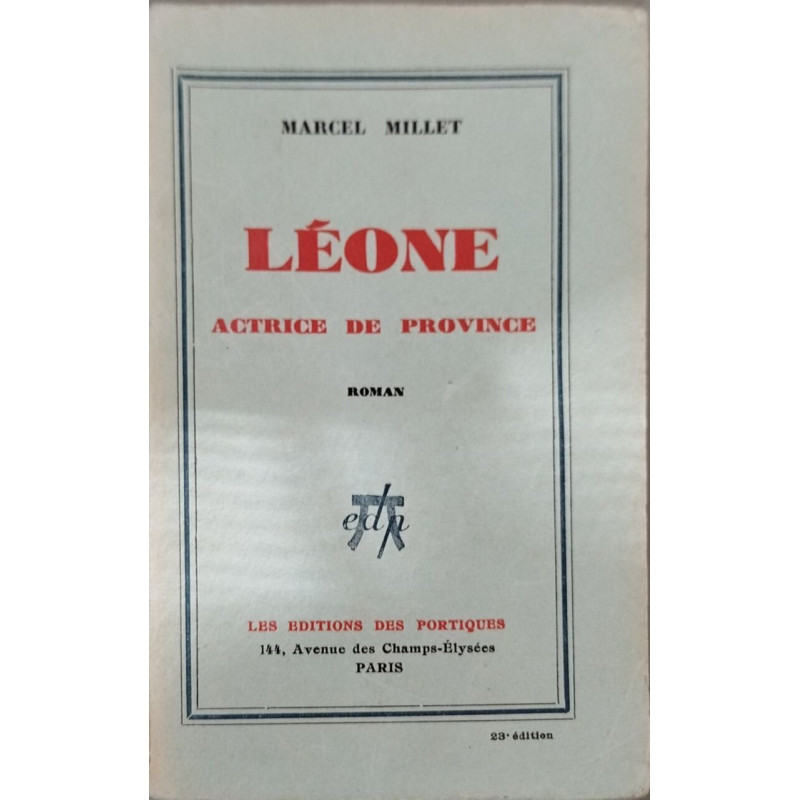 MARCEL MILLET
LÉONE
ACTRICE DE PROVINCE
ROMAN
edp
LES EDITIONS DES PORTIQUES
144, Avenue des Champs-Élysées
PARIS
23e édition